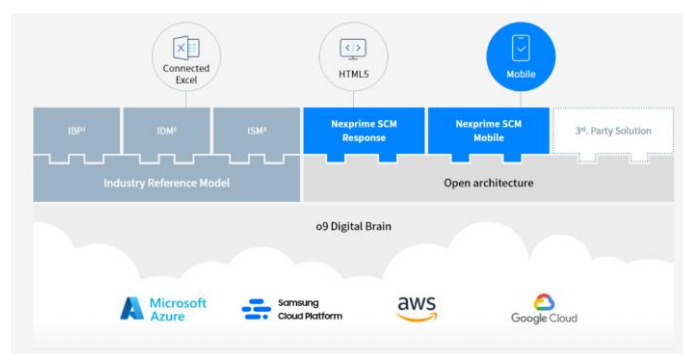 Connected
Excel
HTML5
Mobile
IBP¹
IDM²
ISM³
Nexprime SCM
Response
Nexprime SCM
Mobile
3rd. Party Solution
Industry Reference Model
Open architecture
o9 Digital Brain
Microsoft
Azure
Samsung
Cloud Platform
aws
Google Cloud